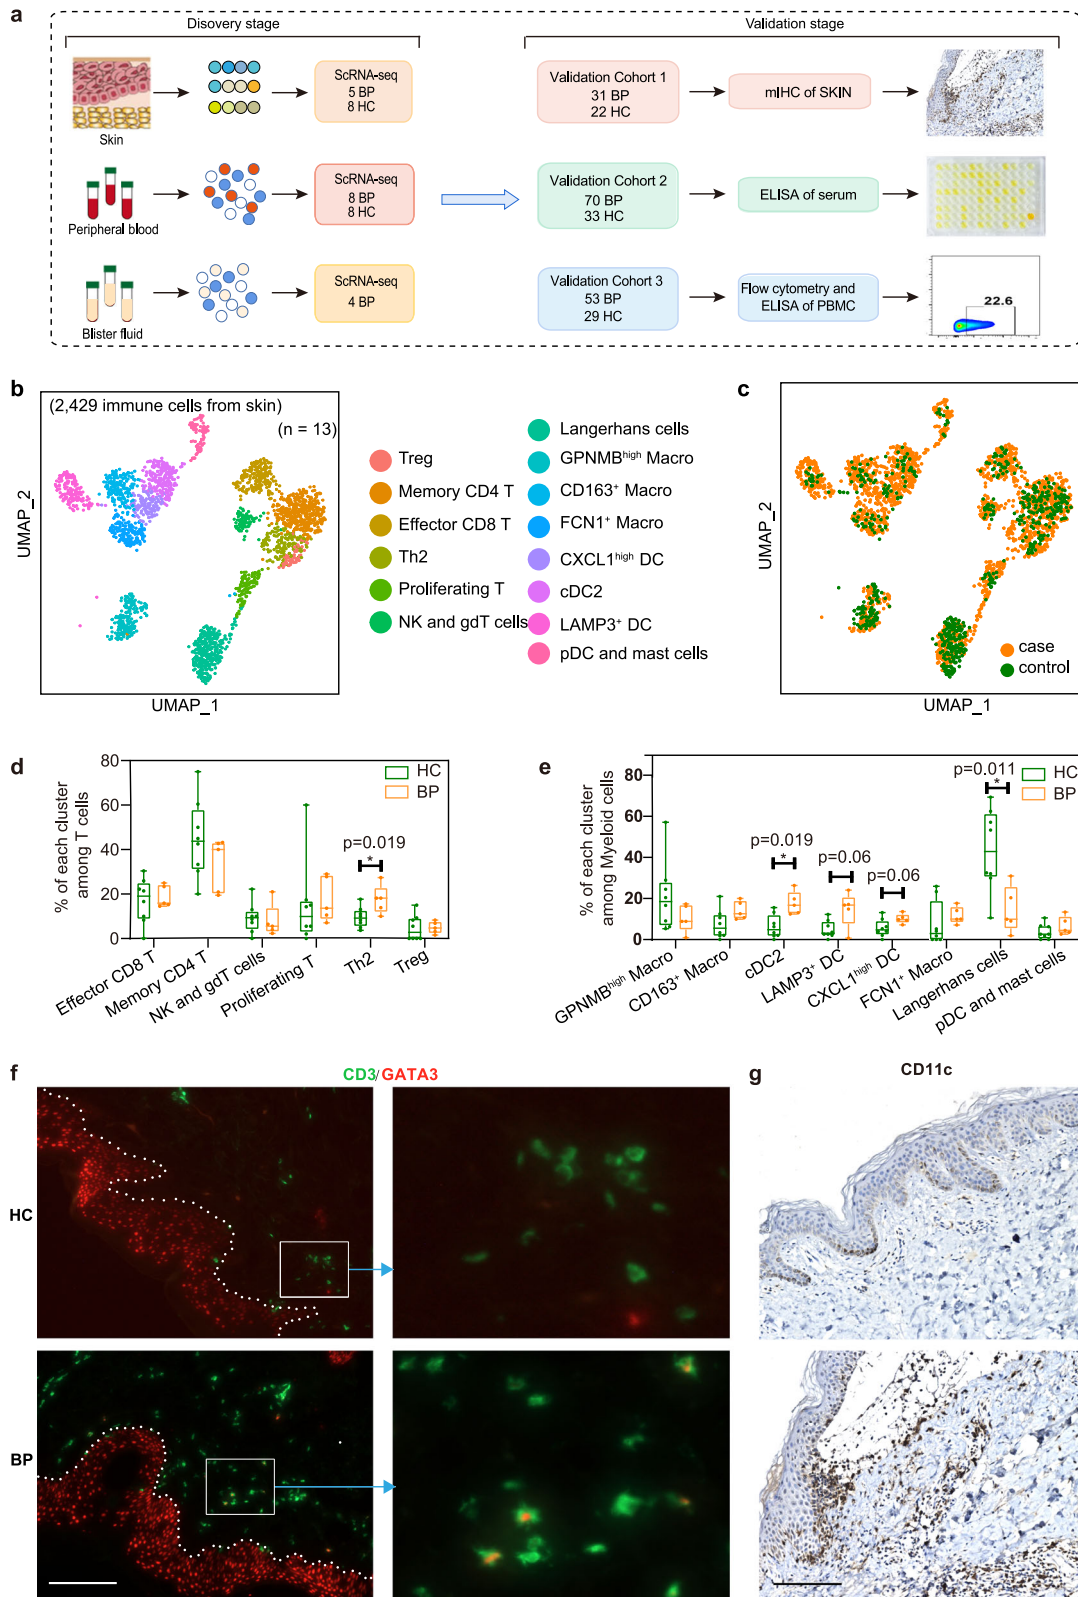 a
Disovery stage
Validation stage
Skin
ScRNA-seq
5 BP
8 HC
Validation Cohort 1
31 BP
22 HC
mIHC of SKIN
Peripheral blood
ScRNA-seq
8 BP
8 HC
Validation Cohort 2
70 BP
33 HC
ELISA of serum
Blister fluid
ScRNA-seq
4 BP
Validation Cohort 3
53 BP
29 HC
Flow cytometry and
ELISA of PBMC
22.6
b
(2,429 immune cells from skin)
(n = 13)
UMAP_2
UMAP_1
Treg
Memory CD4 T
Effector CD8 T
Th2
Proliferating T
NK and gdT cells
Langerhans cells
GPNMBhigh Macro
CD163+ Macro
FCN1+ Macro
CXCL1high DC
cDC2
LAMP3+ DC
pDC and mast cells
c
UMAP_2
case
control
UMAP_1
d
% of each cluster
among T cells
80
60
40
20
0
HC
BP
p=0.019
*
Effector CD8 T
Memory CD4 T
NK and gdT cells
Proliferating T
Th2
Treg
e
% of each cluster
among Myeloid cells
80
60
40
20
0
p=0.011
*
HC
BP
p=0.019
*
p=0.06
p=0.06
GPNMBhigh Macro
CD163+ Macro
cDC2
LAMP3+ DC
CXCL1high DC
FCN1+ Macro
Langerhans cells
pDC and mast cells
f
CD3/GATA3
HC
BP
g
CD11c